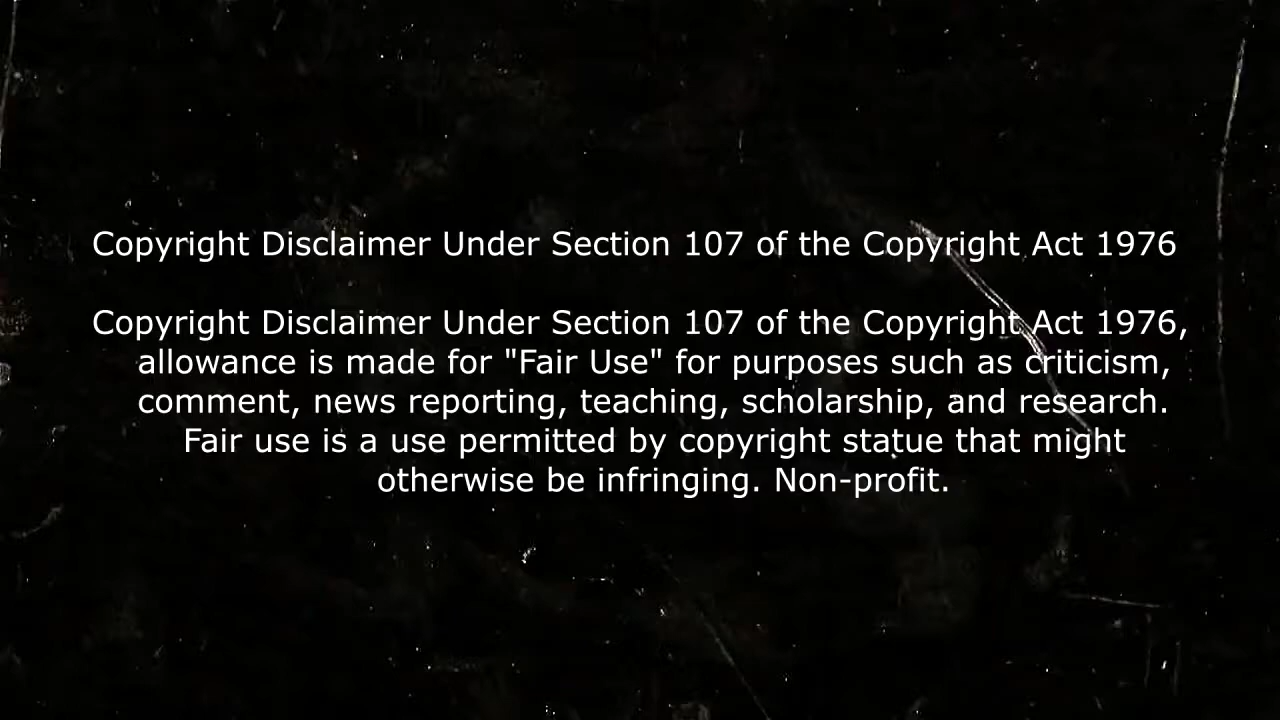 Copyright Disclaimer Under Section 107 of the Copyright Act 1976
Copyright Disclaimer Under Section 107 of the Copyright Act 1976,
allowance is made for "Fair Use" for purposes such as criticism,
comment, news reporting, teaching, scholarship, and research.
Fair use is a use permitted by copyright statue that might
otherwise be infringing. Non-profit.